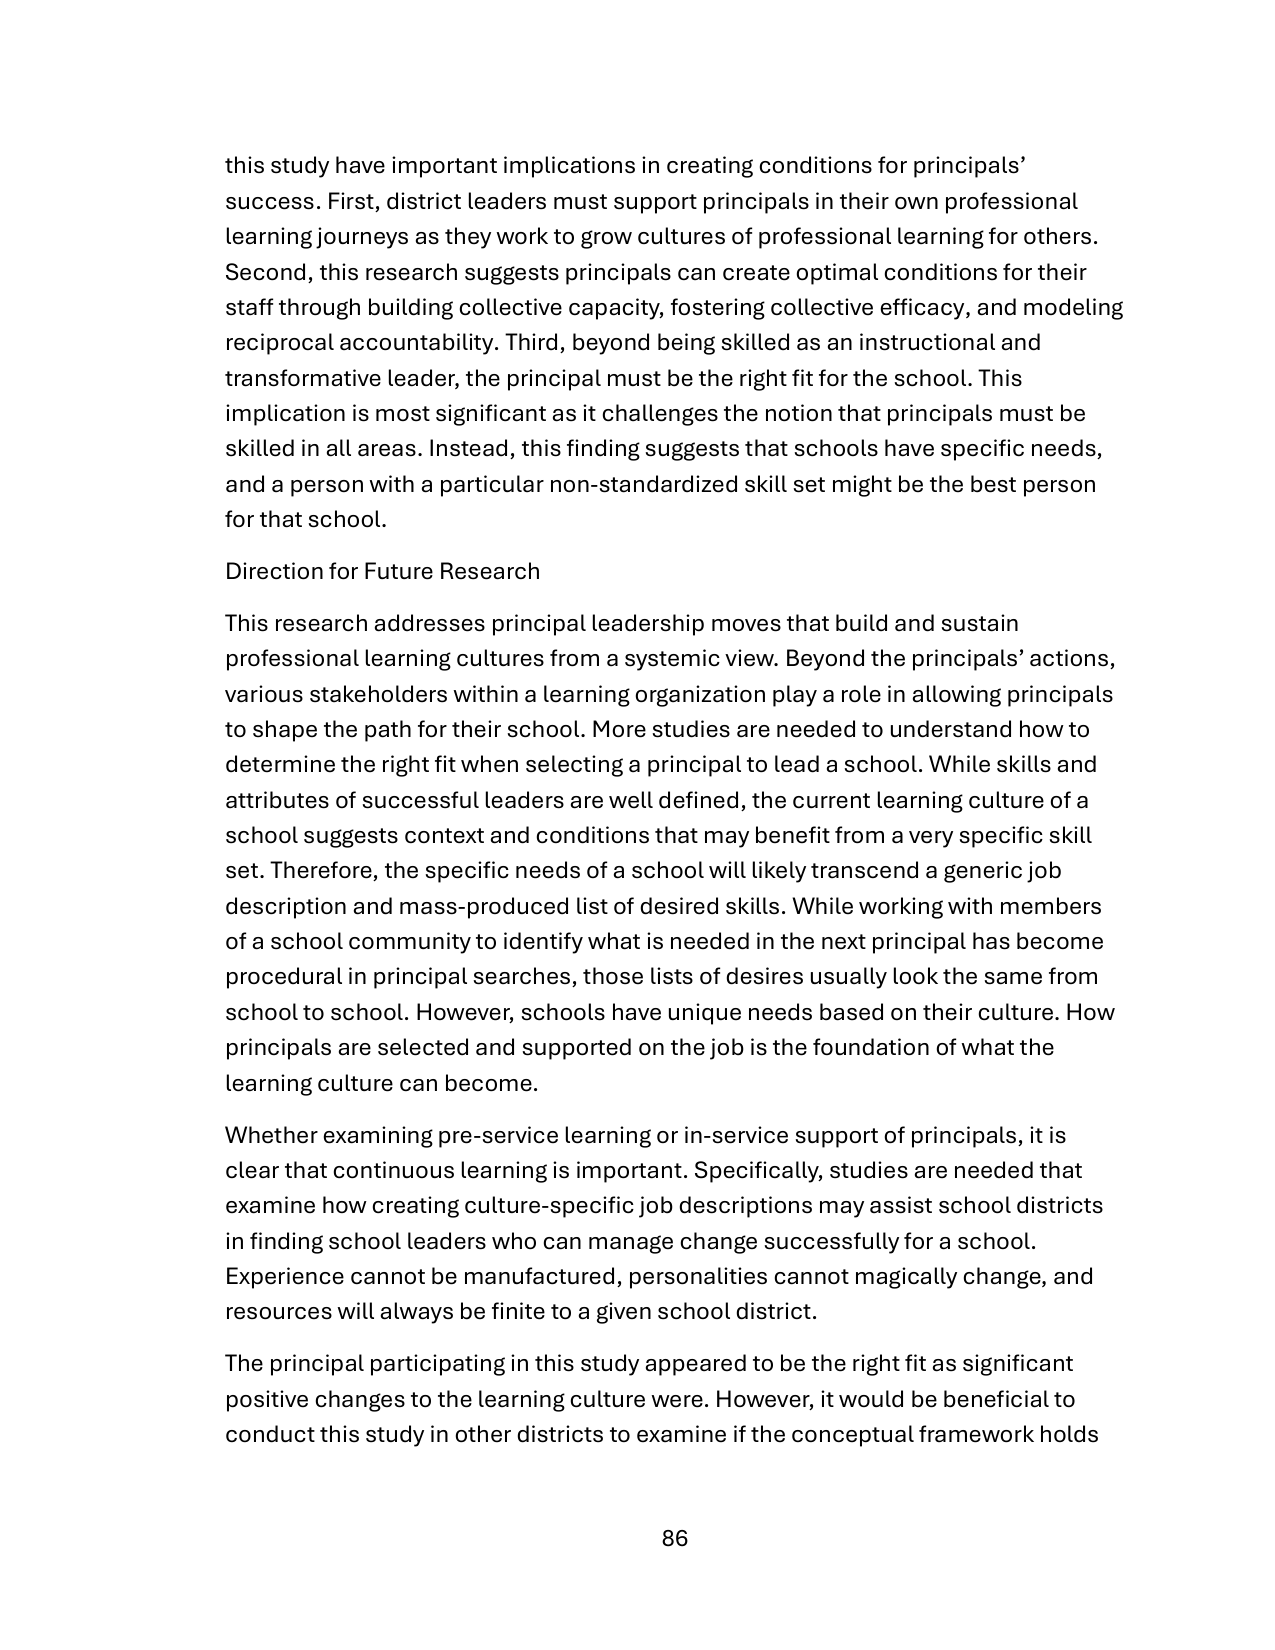 this study have important implications in creating conditions for principals’
success. First, district leaders must support principals in their own professional
learning journeys as they work to grow cultures of professional learning for others.
Second, this research suggests principals can create optimal conditions for their
staff through building collective capacity, fostering collective efficacy, and modeling
reciprocal accountability. Third, beyond being skilled as an instructional and
transformative leader, the principal must be the right fit for the school. This
implication is most significant as it challenges the notion that principals must be
skilled in all areas. Instead, this finding suggests that schools have specific needs,
and a person with a particular non-standardized skill set might be the best person
for that school.
Direction for Future Research
This research addresses principal leadership moves that build and sustain
professional learning cultures from a systemic view. Beyond the principals’ actions,
various stakeholders within a learning organization play a role in allowing principals
to shape the path for their school. More studies are needed to understand how to
determine the right fit when selecting a principal to lead a school. While skills and
attributes of successful leaders are well defined, the current learning culture of a
school suggests context and conditions that may benefit from a very specific skill
set. Therefore, the specific needs of a school will likely transcend a generic job
description and mass-produced list of desired skills. While working with members
of a school community to identify what is needed in the next principal has become
procedural in principal searches, those lists of desires usually look the same from
school to school. However, schools have unique needs based on their culture. How
principals are selected and supported on the job is the foundation of what the
learning culture can become.
Whether examining pre-service learning or in-service support of principals, it is
clear that continuous learning is important. Specifically, studies are needed that
examine how creating culture-specific job descriptions may assist school districts
in finding school leaders who can manage change successfully for a school.
Experience cannot be manufactured, personalities cannot magically change, and
resources will always be finite to a given school district.
The principal participating in this study appeared to be the right fit as significant
positive changes to the learning culture were. However, it would be beneficial to
conduct this study in other districts to examine if the conceptual framework holds
86